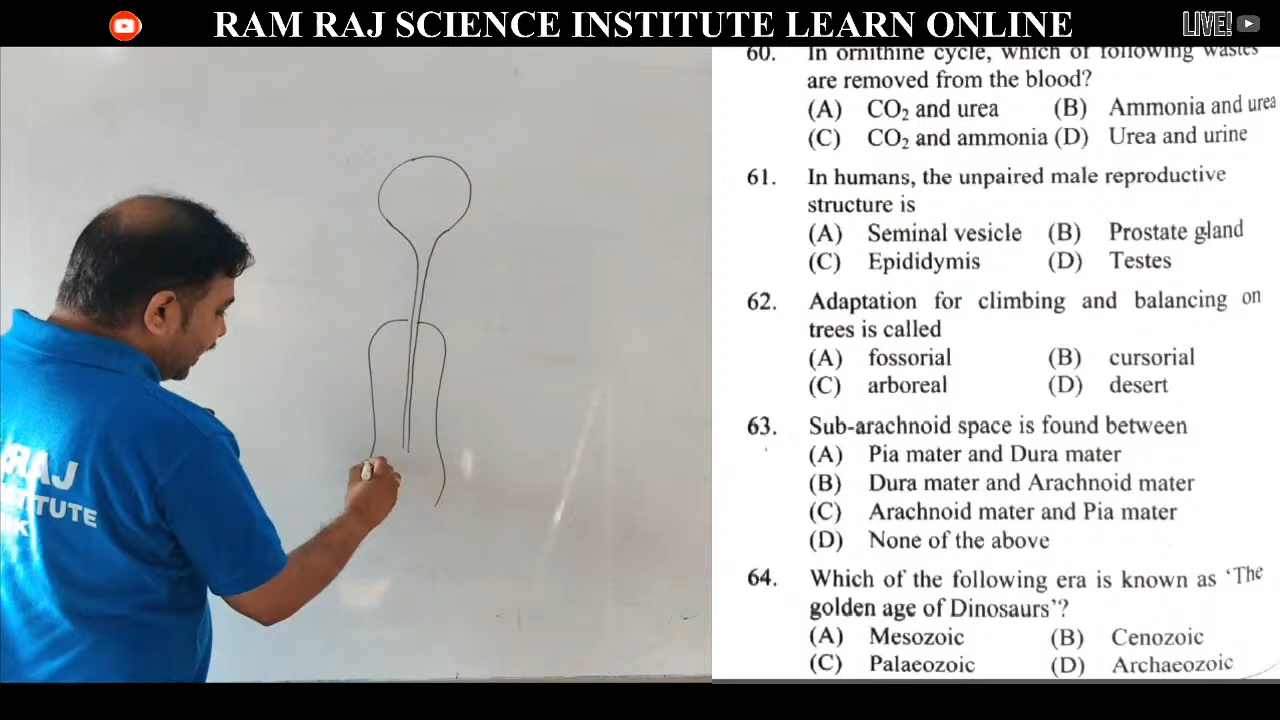 RAM RAJ SCIENCE INSTITUTE LEARN ONLINE
LIVE!
RAJ
TITUTE
60. In ornithine cycle, which of following wastes
are removed from the blood?
(A) CO₂ and urea (B) Ammonia and urea
(C) CO₂ and ammonia (D) Urea and urine
61. In humans, the unpaired male reproductive
structure is
(A) Seminal vesicle (B) Prostate gland
(C) Epididymis (D) Testes
62. Adaptation for climbing and balancing on
trees is called
(A) fossorial (B) cursorial
(C) arboreal (D) desert
63. Sub-arachnoid space is found between
(A) Pia mater and Dura mater
(B) Dura mater and Arachnoid mater
(C) Arachnoid mater and Pia mater
(D) None of the above
64. Which of the following era is known as 'The
golden age of Dinosaurs'?
(A) Mesozoic (B) Cenozoic
(C) Palaeozoic (D) Archaeozoic